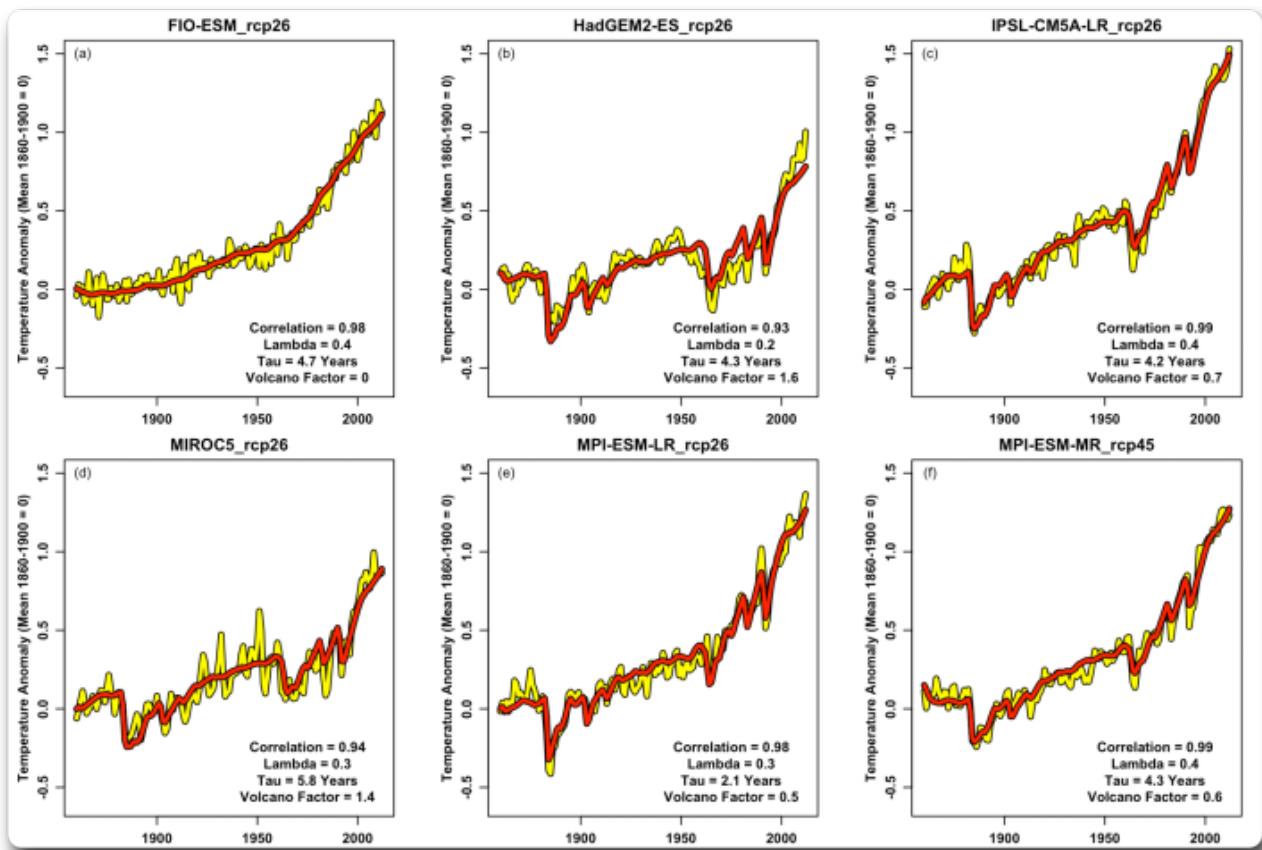 FIO-ESM_rcp26
Temperature Anomaly (Mean 1860-1900 = 0)
1.5
1.0
0.5
0.0
-0.5
(a)
Correlation = 0.98
Lambda = 0.4
Tau = 4.7 Years
Volcano Factor = 0
1900
1950
2000
HadGEM2-ES_rcp26
Temperature Anomaly (Mean 1860-1900 = 0)
1.5
1.0
0.5
0.0
-0.5
(b)
Correlation = 0.93
Lambda = 0.2
Tau = 4.3 Years
Volcano Factor = 1.6
1900
1950
2000
IPSL-CM5A-LR_rcp26
Temperature Anomaly (Mean 1860-1900 = 0)
1.5
1.0
0.5
0.0
-0.5
(c)
Correlation = 0.99
Lambda = 0.4
Tau = 4.2 Years
Volcano Factor = 0.7
1900
1950
2000
MIROC5_rcp26
Temperature Anomaly (Mean 1860-1900 = 0)
1.5
1.0
0.5
0.0
-0.5
(d)
Correlation = 0.94
Lambda = 0.3
Tau = 5.8 Years
Volcano Factor = 1.4
1900
1950
2000
MPI-ESM-LR_rcp26
Temperature Anomaly (Mean 1860-1900 = 0)
1.5
1.0
0.5
0.0
-0.5
(e)
Correlation = 0.98
Lambda = 0.3
Tau = 2.1 Years
Volcano Factor = 0.5
1900
1950
2000
MPI-ESM-MR_rcp45
Temperature Anomaly (Mean 1860-1900 = 0)
1.5
1.0
0.5
0.0
-0.5
(f)
Correlation = 0.99
Lambda = 0.4
Tau = 4.3 Years
Volcano Factor = 0.6
1900
1950
2000